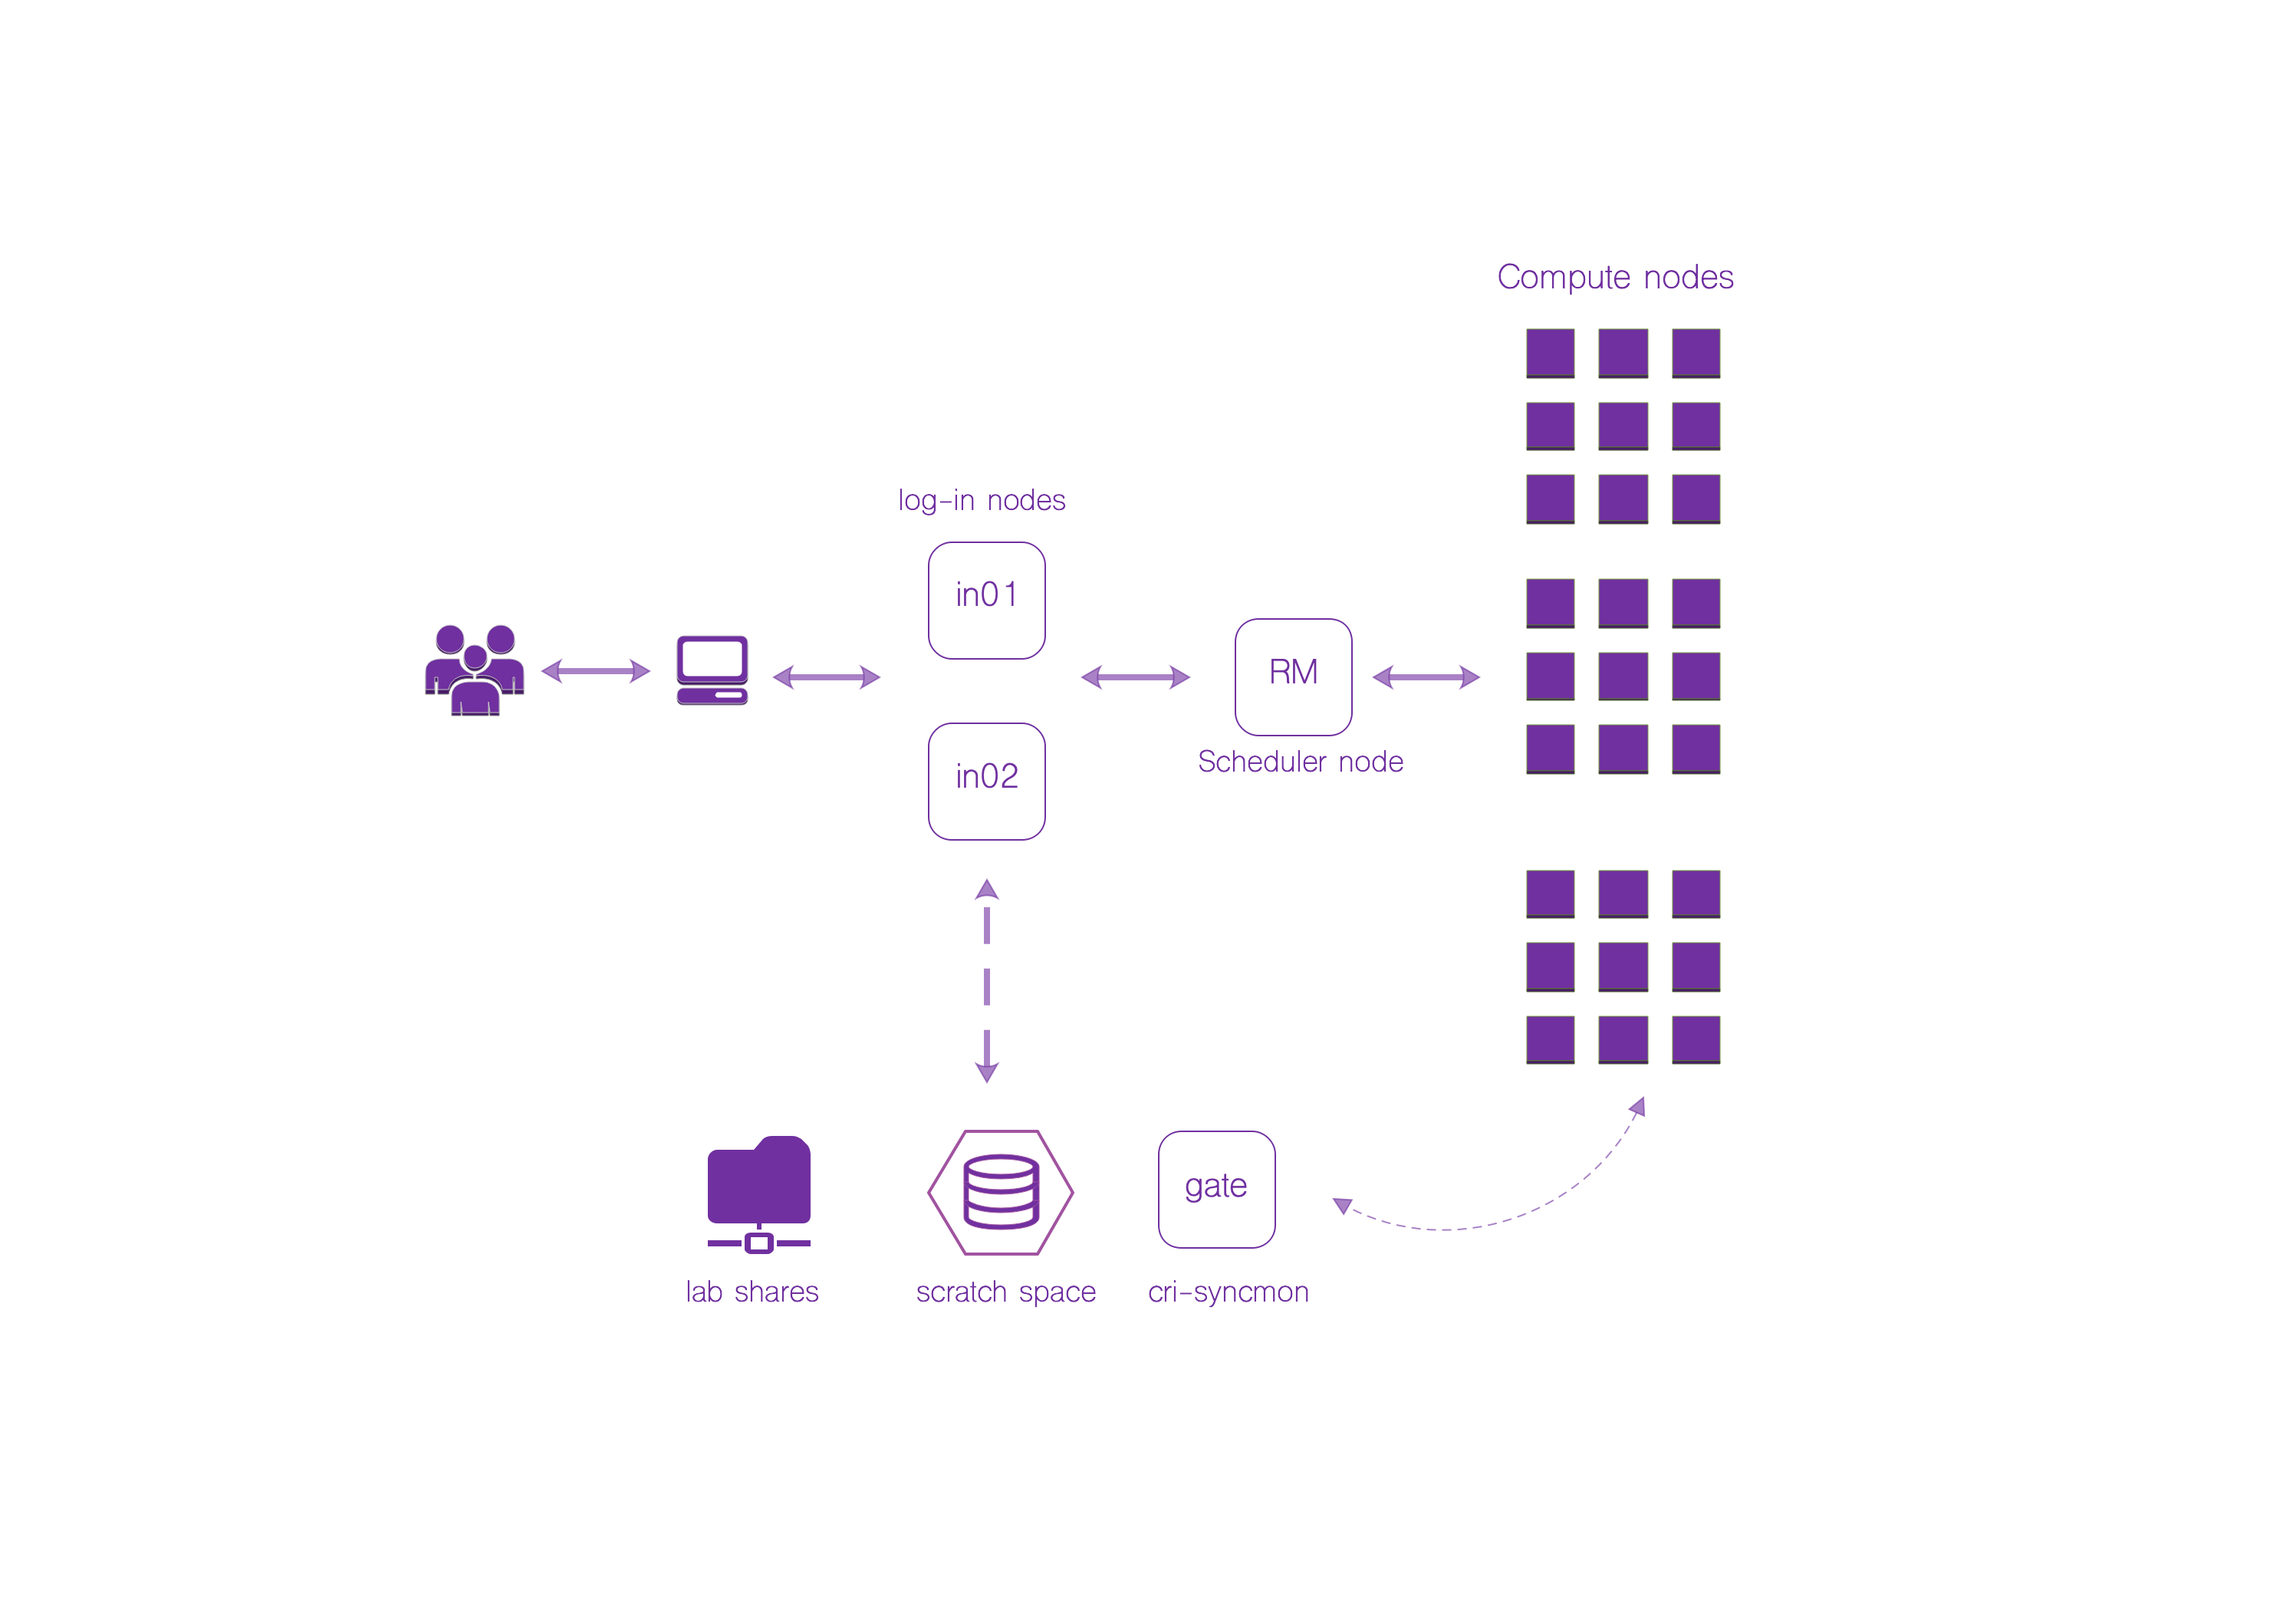 Compute nodes
log-in nodes
in01
RM
Scheduler node
in02
gate
lab shares
scratch space
cri-syncmon